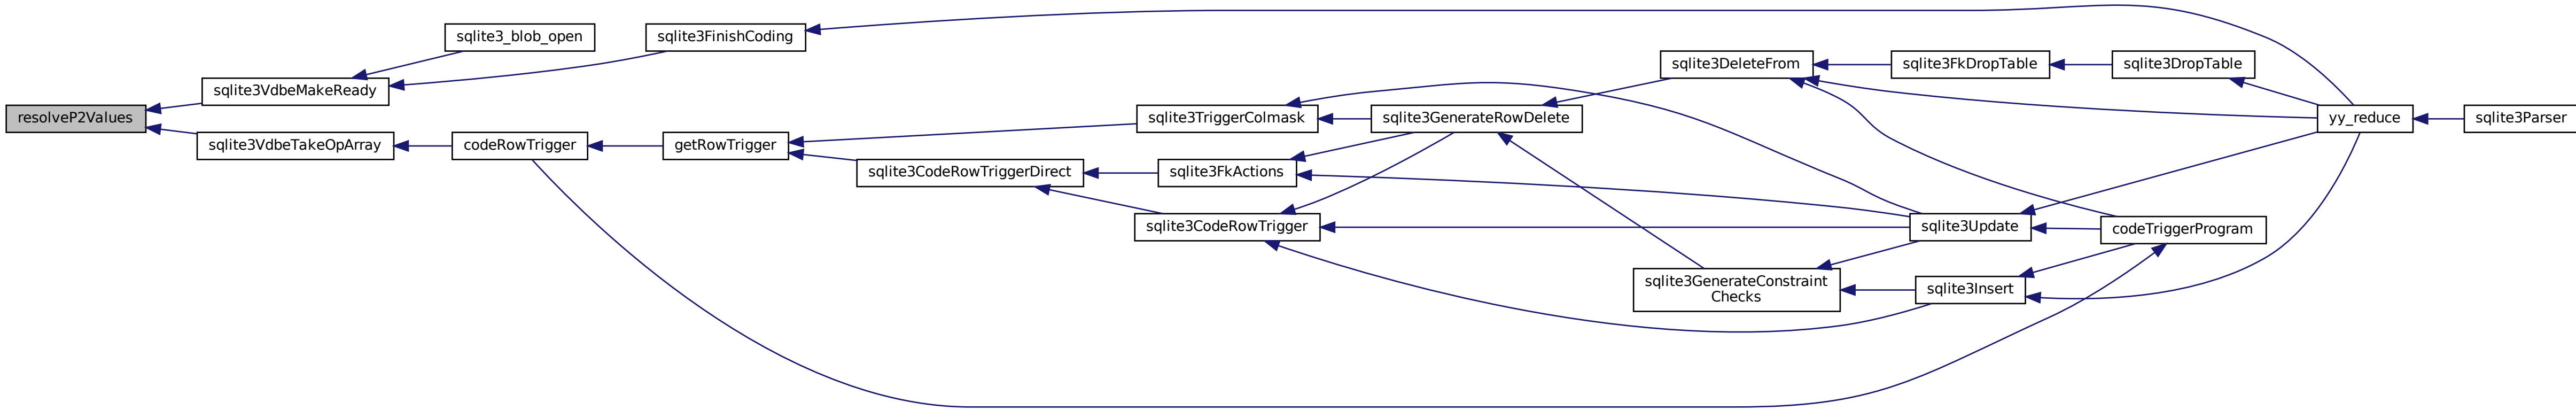 resolveP2Values
sqlite3VdbeMakeReady
sqlite3VdbeTakeOpArray
sqlite3_blob_open
sqlite3FinishCoding
codeRowTrigger
getRowTrigger
sqlite3CodeRowTriggerDirect
sqlite3TriggerColmask
sqlite3FkActions
sqlite3CodeRowTrigger
sqlite3GenerateRowDelete
sqlite3GenerateConstraint
Checks
sqlite3DeleteFrom
sqlite3FkDropTable
sqlite3DropTable
sqlite3Update
sqlite3Insert
codeTriggerProgram
yy_reduce
sqlite3Parser